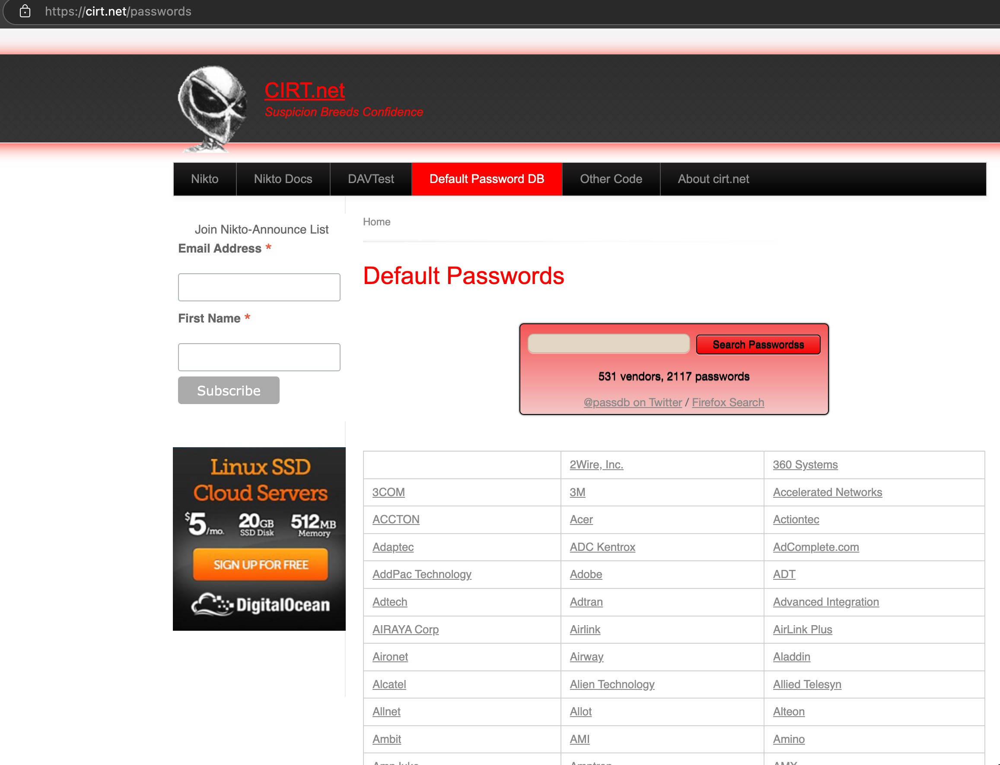 https://cirt.net/passwords
CIRT.net
Suspicion Breeds Confidence
Nikto Nikto Docs DAVTest Default Password DB Other Code About cirt.net
Home
Join Nikto-Announce List
Email Address *
First Name *
Subscribe
Default Passwords
Search Passwordss
531 vendors, 2117 passwords
@passdb on Twitter / Firefox Search
Linux SSD
Cloud Servers
$5/mo. 20GB SSD Disk 512MB Memory
SIGN UP FOR FREE
DigitalOcean
2Wire, Inc. 360 Systems
3COM 3M Accelerated Networks
ACCTON Acer Actiontec
Adaptec ADC Kentrox AdComplete.com
AddPac Technology Adobe ADT
Adtech Adtran Advanced Integration
AIRAYA Corp Airlink AirLink Plus
Aironet Airway Aladdin
Alcatel Alien Technology Allied Telesyn
Allnet Allot Alteon
Ambit AMI Amino